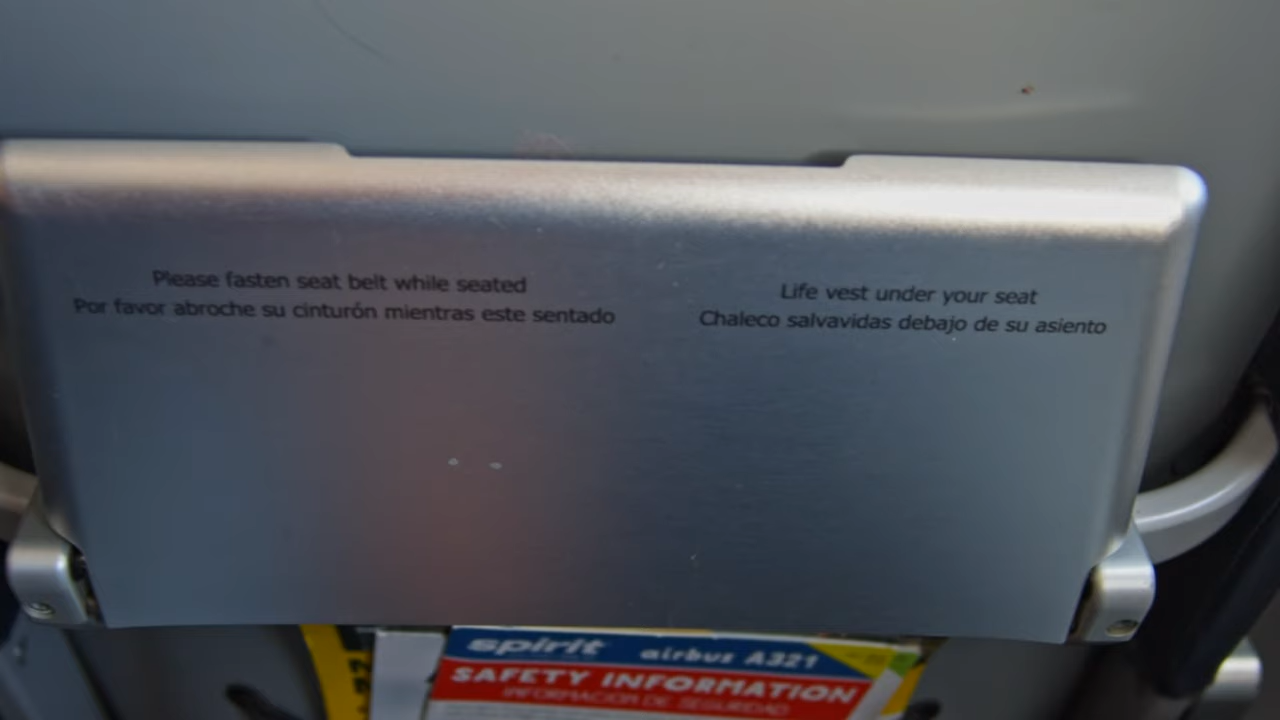 Please fasten seat belt while seated
Por favor abroche su cinturón mientras este sentado
Life vest under your seat
Chaleco salvavidas debajo de su asiento
spirit airbus A321
SAFETY INFORMATION
INFORMACION DE SEGURIDAD